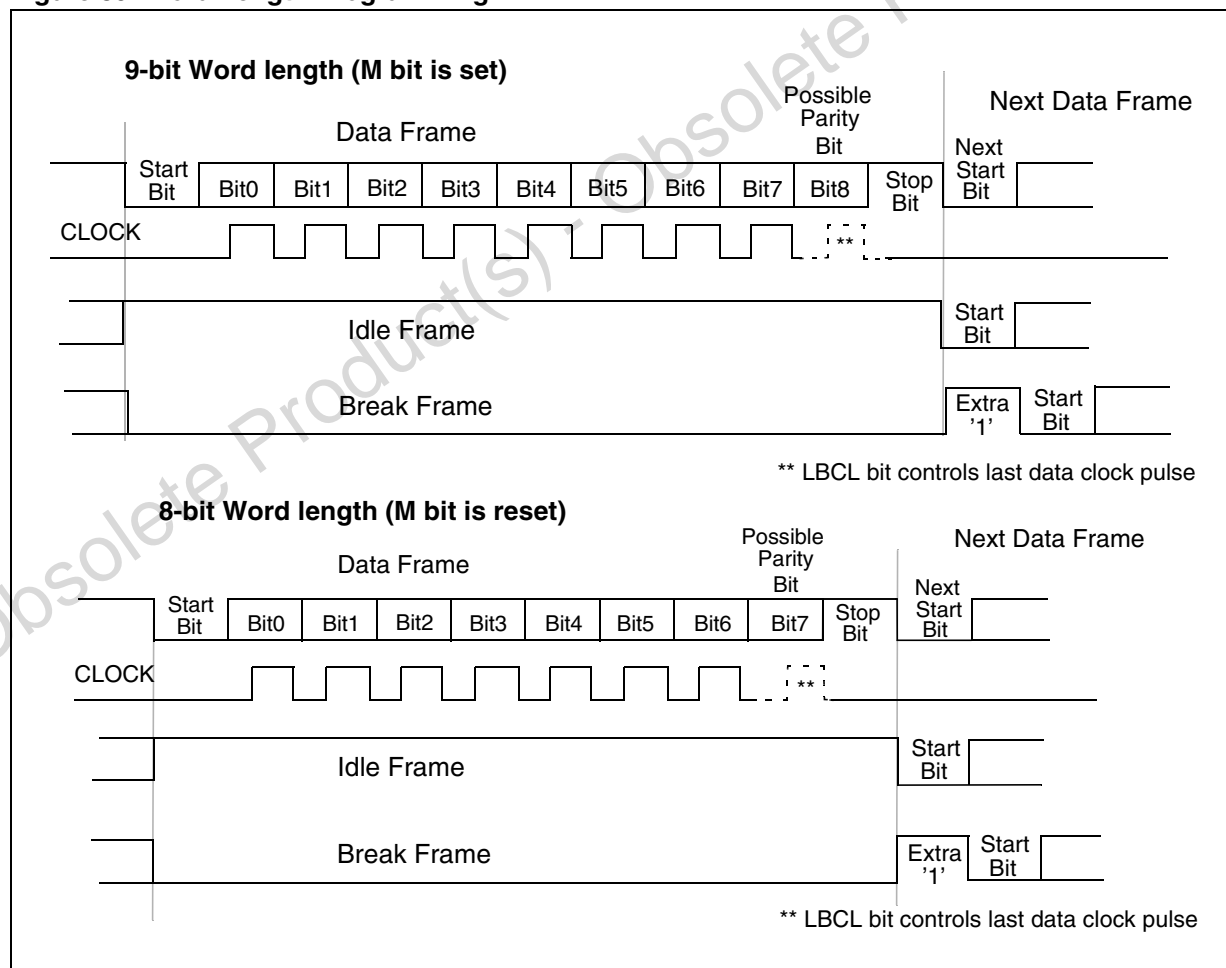 9-bit Word length (M bit is set)
Possible
Parity
Bit
Next Data Frame
Data Frame
Start
Bit
Bit0 Bit1 Bit2 Bit3 Bit4 Bit5 Bit6 Bit7 Bit8
Stop
Bit
Next
Start
Bit
CLOCK
**
Idle Frame
Start
Bit
Break Frame
Extra
'1'
Start
Bit
** LBCL bit controls last data clock pulse
8-bit Word length (M bit is reset)
Possible
Parity
Bit
Next Data Frame
Data Frame
Start
Bit
Bit0 Bit1 Bit2 Bit3 Bit4 Bit5 Bit6 Bit7
Stop
Bit
Next
Start
Bit
CLOCK
**
Idle Frame
Start
Bit
Break Frame
Extra
'1'
Start
Bit
** LBCL bit controls last data clock pulse
Obsolete Product(s) - Obsolete